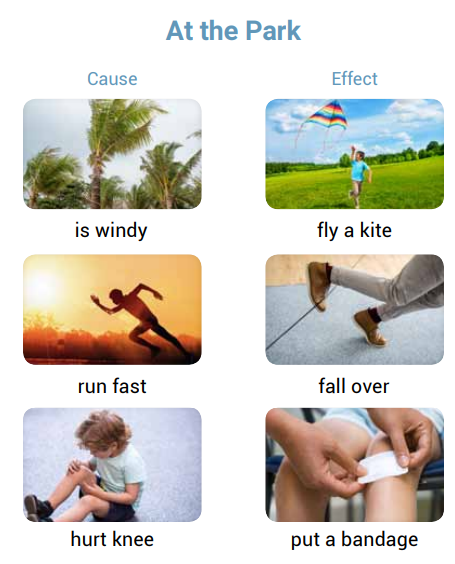 At the Park
Cause Effect
is windy fly a kite
run fast fall over
hurt knee put a bandage